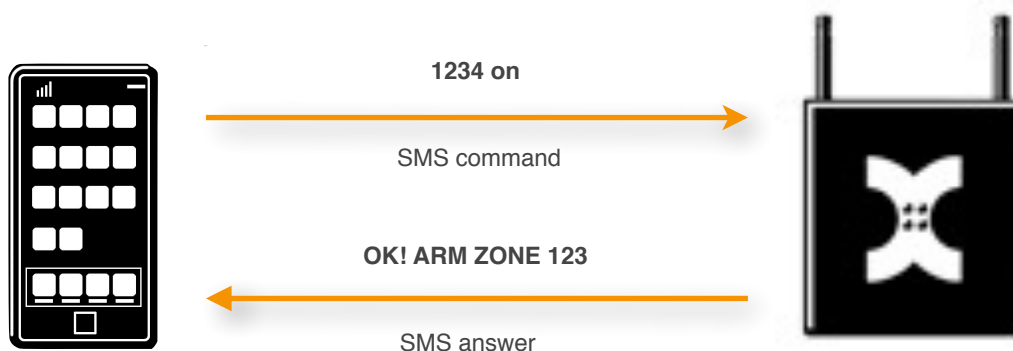 1234 on
SMS command
OK! ARM ZONE 123
SMS answer